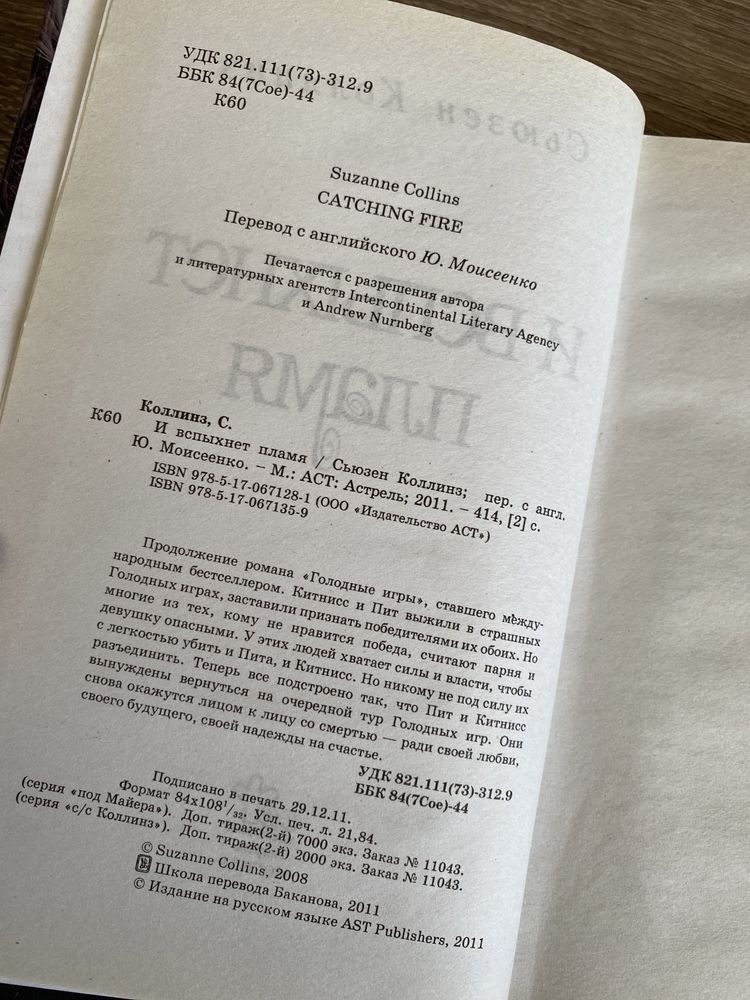 УДК 821.111(73)-312.9
ББК 84(7Сое)-44
К60
Suzanne Collins
CATCHING FIRE
Перевод с английского Ю. Моисеенко
Печатается с разрешения автора
и литературных агентств Intercontinental Literary Agency
и Andrew Nurnberg
Коллинз, С.
К60 И вспыхнет пламя / Сьюзен Коллинз; пер. с англ.
Ю. Моисеенко. – М.: АСТ: Астрель; 2011. – 414, [2] с.
ISBN 978-5-17-067128-1 (ООО «Издательство АСТ»)
ISBN 978-5-17-067135-9
Продолжение романа «Голодные игры», ставшего между-
народным бестселлером. Китнисс и Пит выжили в страшных
Голодных играх, заставили признать победителями их обоих. Но
многие из тех, кому не нравится победа, считают парня и
девушку опасными. У этих людей хватает силы и власти, чтобы
с легкостью убить и Пита, и Китнисс. Но никому не под силу их
разъединить. Теперь все подстроено так, что Пит и Китнисс
вынуждены вернуться на очередной тур Голодных игр. Они
снова окажутся лицом к лицу со смертью — ради своей любви,
своего будущего, своей надежды на счастье.
УДК 821.111(73)-312.9
ББК 84(7Сое)-44
Подписано в печать 29.12.11.
Формат 84х108 1/32. Усл. печ. л. 21,84.
(серия «под Майера»). Доп. тираж(2-й) 7000 экз. Заказ № 11043.
(серия «с/с Коллинз»). Доп. тираж(2-й) 2000 экз. Заказ № 11043.
© Suzanne Collins, 2008
Школа перевода Баканова, 2011
© Издание на русском языке AST Publishers, 2011